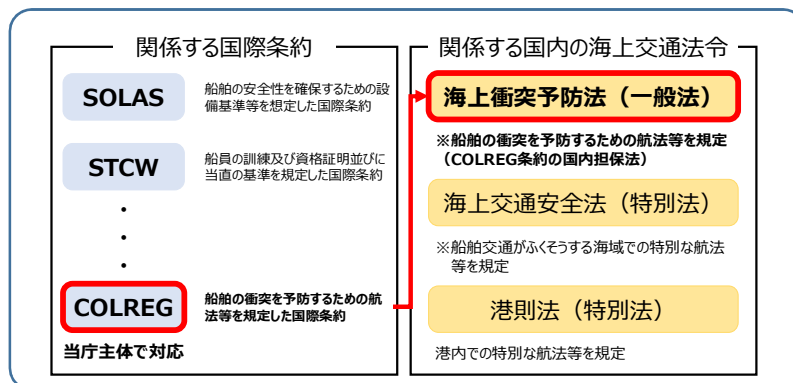 関係する国際条約
SOLAS
船舶の安全性を確保するための設
備基準等を想定した国際条約
STCW
船員の訓練及び資格証明並びに
当直の基準を規定した国際条約
・
・
・
COLREG
船舶の衝突を予防するための航
法等を規定した国際条約
当庁主体で対応
関係する国内の海上交通法令
海上衝突予防法（一般法）
※船舶の衝突を予防するための航法等を規定
（COLREG条約の国内担保法）
海上交通安全法（特別法）
※船舶交通がふくそうする海域での特別な航法
等を規定
港則法（特別法）
港内での特別な航法等を規定